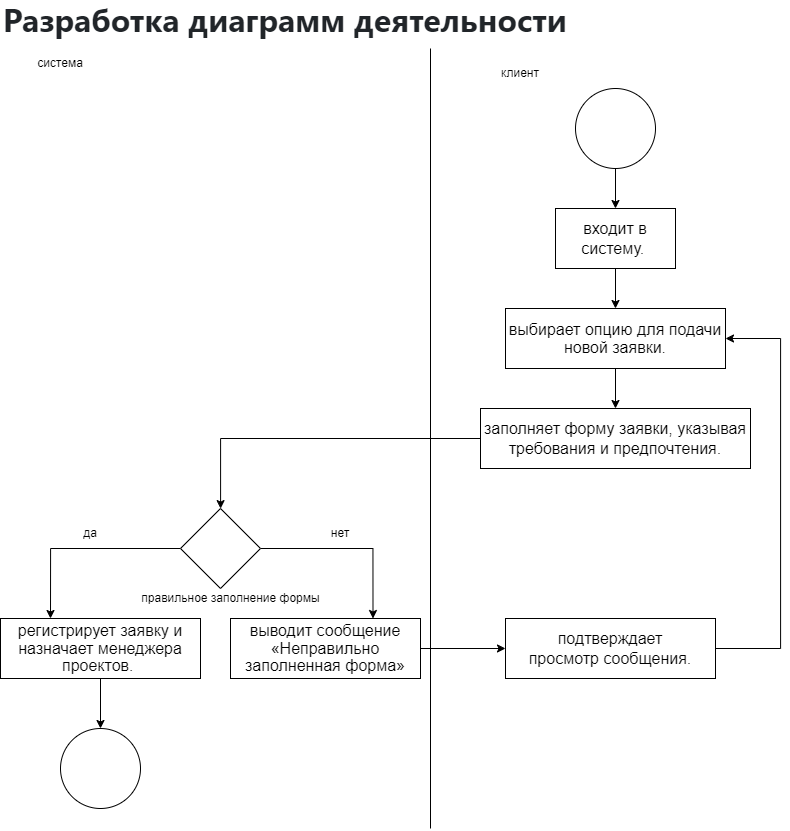 Разработка диаграмм деятельности
система
клиент
входит в
систему.
выбирает опцию для подачи
новой заявки.
заполняет форму заявки, указывая
требования и предпочтения.
да
нет
правильное заполнение формы
регистрирует заявку и
назначает менеджера
проектов.
выводит сообщение
«Неправильно
заполненная форма»
подтверждает
просмотр сообщения.